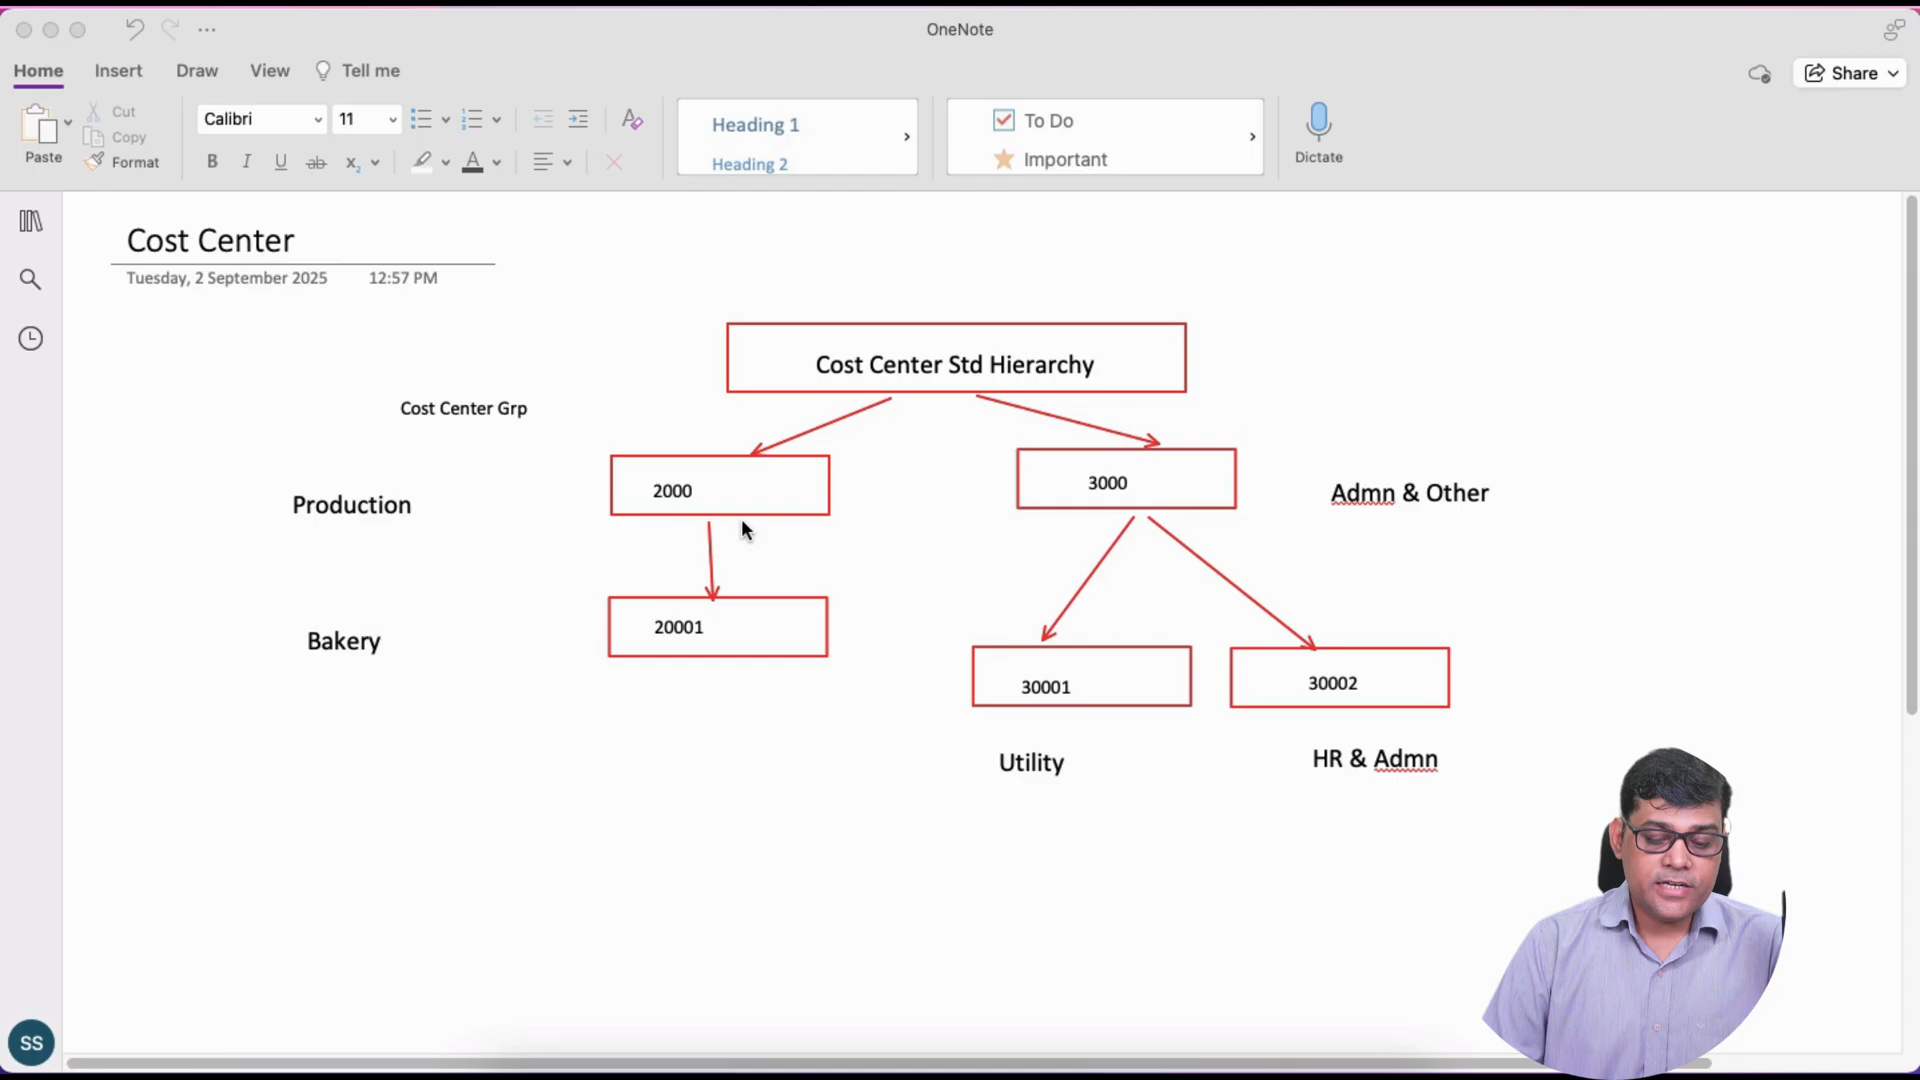 OneNote
Home Insert Draw View Tell me
Share
Paste
Cut
Copy
Format
Calibri 11
B I U ab x2 A
Heading 1
Heading 2
To Do
Important
Dictate
Cost Center
Tuesday, 2 September 2025 12:57 PM
Cost Center Std Hierarchy
Cost Center Grp
Production 2000 3000 Admn & Other
Bakery 20001
30001 30002
Utility HR & Admn
SS